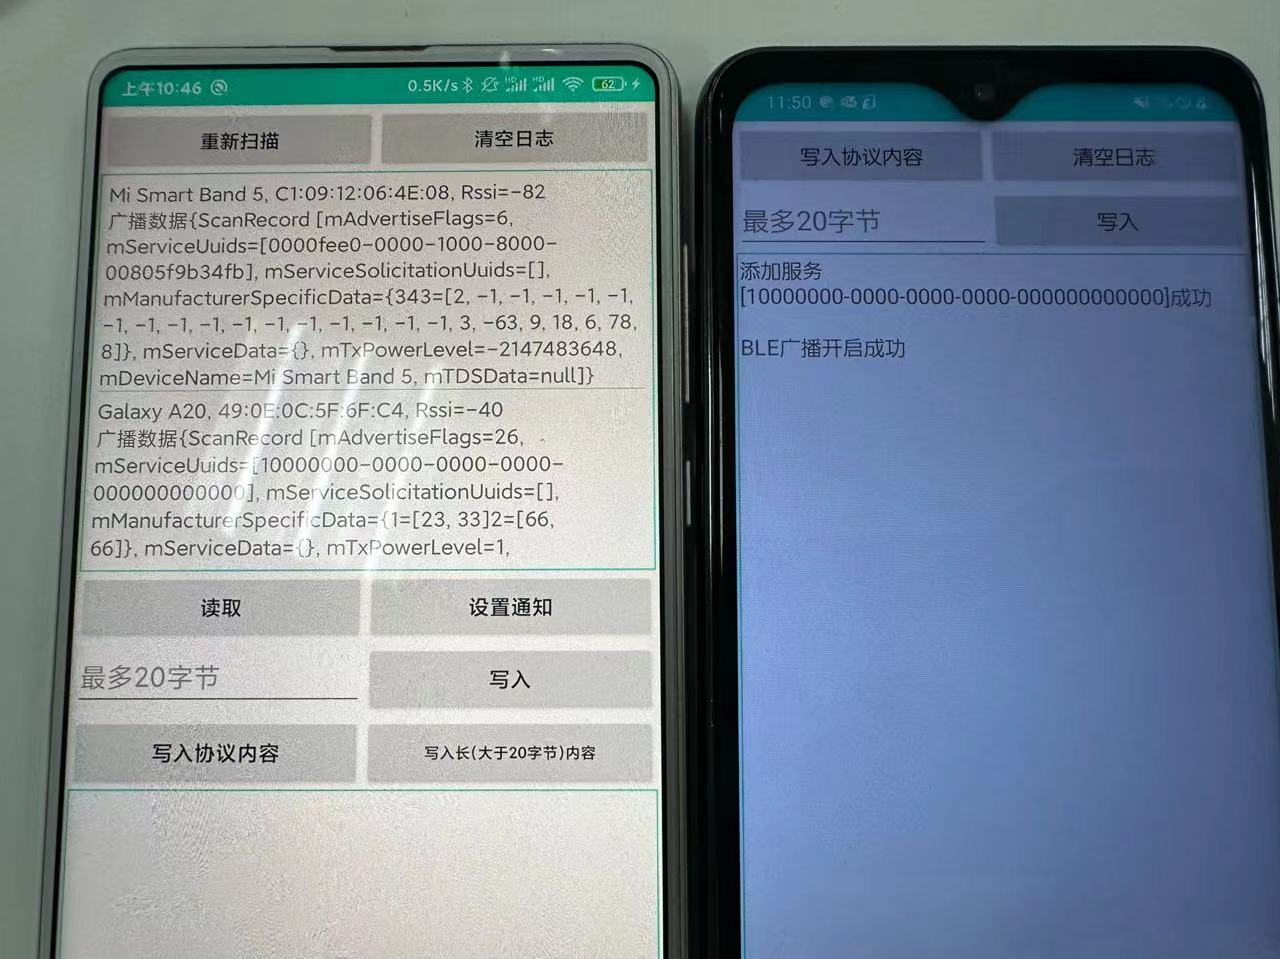 上午10:46
0.5K/s
HD
HD
62
重新扫描
清空日志
Mi Smart Band 5, C1:09:12:06:4E:08, Rssi=-82
广播数据{ScanRecord [mAdvertiseFlags=6,
mServiceUuids=[0000fee0-0000-1000-8000-
00805f9b34fb], mServiceSolicitationUuids=[],
mManufacturerSpecificData={343=[2, -1, -1, -1, -1, -1,
-1, -1, -1, -1, -1, -1, -1, -1, -1, -1, 3, -63, 9, 18, 6, 78,
8]}, mServiceData={}, mTxPowerLevel=-2147483648,
mDeviceName=Mi Smart Band 5, mTDSData=null]}
Galaxy A20, 49:0E:0C:5F:6F:C4, Rssi=-40
广播数据{ScanRecord [mAdvertiseFlags=26,
mServiceUuids=[10000000-0000-0000-0000-
000000000000], mServiceSolicitationUuids=[],
mManufacturerSpecificData={1=[23, 33]2=[66,
66]}, mServiceData={}, mTxPowerLevel=1,
读取
设置通知
最多20字节
写入
写入协议内容
写入长(大于20字节)内容
11:50
写入协议内容
清空日志
最多20字节
写入
添加服务
[10000000-0000-0000-0000-000000000000]成功
BLE广播开启成功